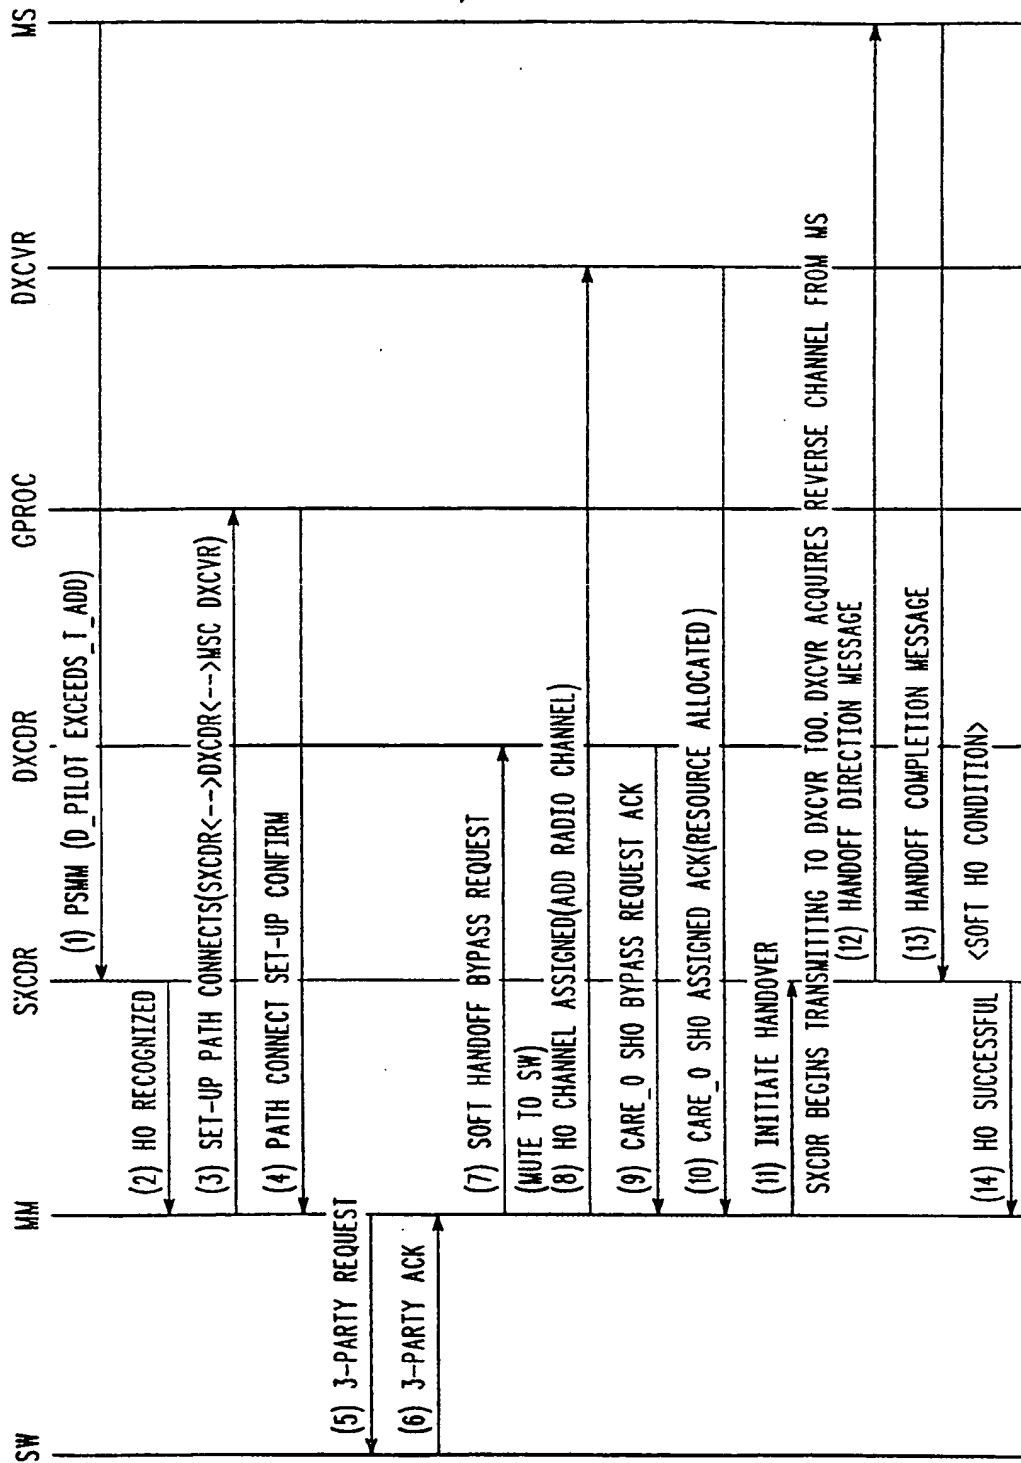 SW MM SXCDR DXCDR GPROC DXCVR MS
(1) PSMM (D_PILOT EXCEEDS_T_ADD)
(2) HO RECOGNIZED
(3) SET-UP PATH CONNECTS(SXCDR<-->DXCDR<-->MSC DXCVR)
(4) PATH CONNECT SET-UP CONFIRM
(5) 3-PARTY REQUEST
(6) 3-PARTY ACK
(7) SOFT HANDOFF BYPASS REQUEST
(MUTE TO SW)
(8) HO CHANNEL ASSIGNED(ADD RADIO CHANNEL)
(9) CARE_0 SHO BYPASS REQUEST ACK
(10) CARE_0 SHO ASSIGNED ACK(RESOURCE ALLOCATED)
(11) INITIATE HANDOVER
SXCDR BEGINS TRANSMITTING TO DXCVR TOO. DXCVR ACQUIRES REVERSE CHANNEL FROM MS
(12) HANDOFF DIRECTION MESSAGE
(13) HANDOFF COMPLETION MESSAGE
<SOFT HO CONDITION>
(14) HO SUCCESSFUL